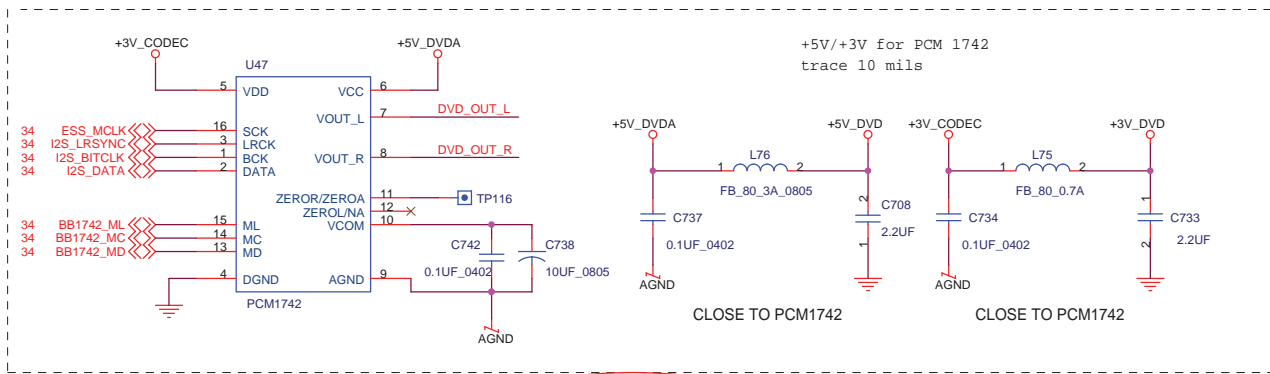 +5V/+3V for PCM 1742
trace 10 mils
+3V_CODEC
+5V_DVDA
U47
5 VDD
VCC 6
VOUT_L 7 DVD_OUT_L
34 ESS_MCLK 16 SCK
34 I2S_LRSYNC 3 LRCK
34 I2S_BITCLK 1 BCK
34 I2S_DATA 2 DATA
VOUT_R 8 DVD_OUT_R
ZEROR/ZEROA 11 TP116
ZEROL/NA 12
VCOM 10
34 BB1742_ML 15 ML
34 BB1742_MC 14 MC
34 BB1742_MD 13 MD
4 DGND
AGND 9
PCM1742
C742
0.1UF_0402
C738
10UF_0805
AGND
+5V_DVDA
+5V_DVD
L76
1 2
FB_80_3A_0805
C737
0.1UF_0402
AGND
2
C708
2.2UF
1
CLOSE TO PCM1742
+3V_CODEC
+3V_DVD
L75
1 2
FB_80_0.7A
C734
0.1UF_0402
AGND
1
C733
2.2UF
2
CLOSE TO PCM1742